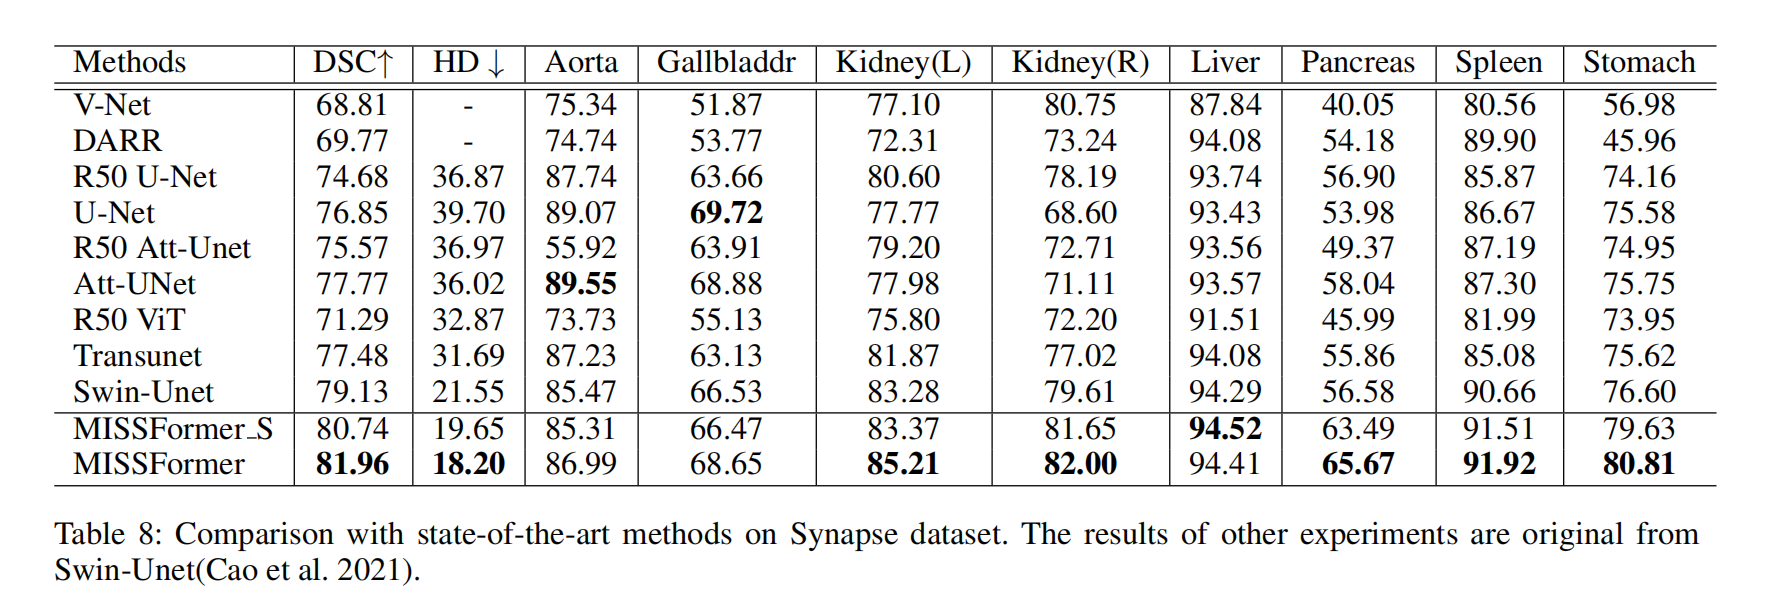 Methods DSC↑ HD ↓ Aorta Gallbladdr Kidney(L) Kidney(R) Liver Pancreas Spleen Stomach
V-Net 68.81 - 75.34 51.87 77.10 80.75 87.84 40.05 80.56 56.98
DARR 69.77 - 74.74 53.77 72.31 73.24 94.08 54.18 89.90 45.96
R50 U-Net 74.68 36.87 87.74 63.66 80.60 78.19 93.74 56.90 85.87 74.16
U-Net 76.85 39.70 89.07 69.72 77.77 68.60 93.43 53.98 86.67 75.58
R50 Att-Unet 75.57 36.97 55.92 63.91 79.20 72.71 93.56 49.37 87.19 74.95
Att-UNet 77.77 36.02 89.55 68.88 77.98 71.11 93.57 58.04 87.30 75.75
R50 ViT 71.29 32.87 73.73 55.13 75.80 72.20 91.51 45.99 81.99 73.95
Transunet 77.48 31.69 87.23 63.13 81.87 77.02 94.08 55.86 85.08 75.62
Swin-Unet 79.13 21.55 85.47 66.53 83.28 79.61 94.29 56.58 90.66 76.60
MISSFormer_S 80.74 19.65 85.31 66.47 83.37 81.65 94.52 63.49 91.51 79.63
MISSFormer 81.96 18.20 86.99 68.65 85.21 82.00 94.41 65.67 91.92 80.81
Table 8: Comparison with state-of-the-art methods on Synapse dataset. The results of other experiments are original from
Swin-Unet(Cao et al. 2021).